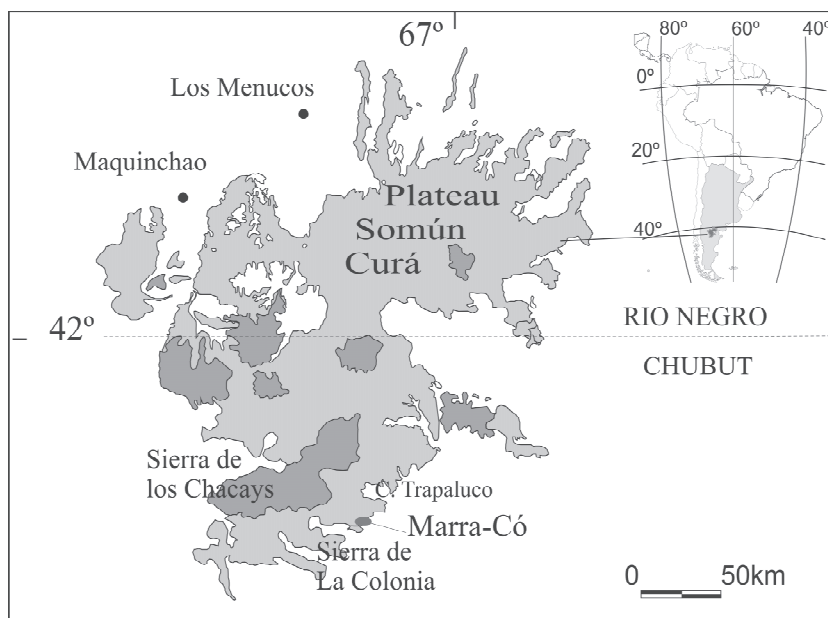 67º
80º
60º
40º
0º
20º
40º
Los Menucos
Maquinchao
Plateau
Somún
Curá
42º
RIO NEGRO
CHUBUT
Sierra de
los Chacays
C. Trapaluco
Marra-Có
Sierra de
La Colonia
0
50km